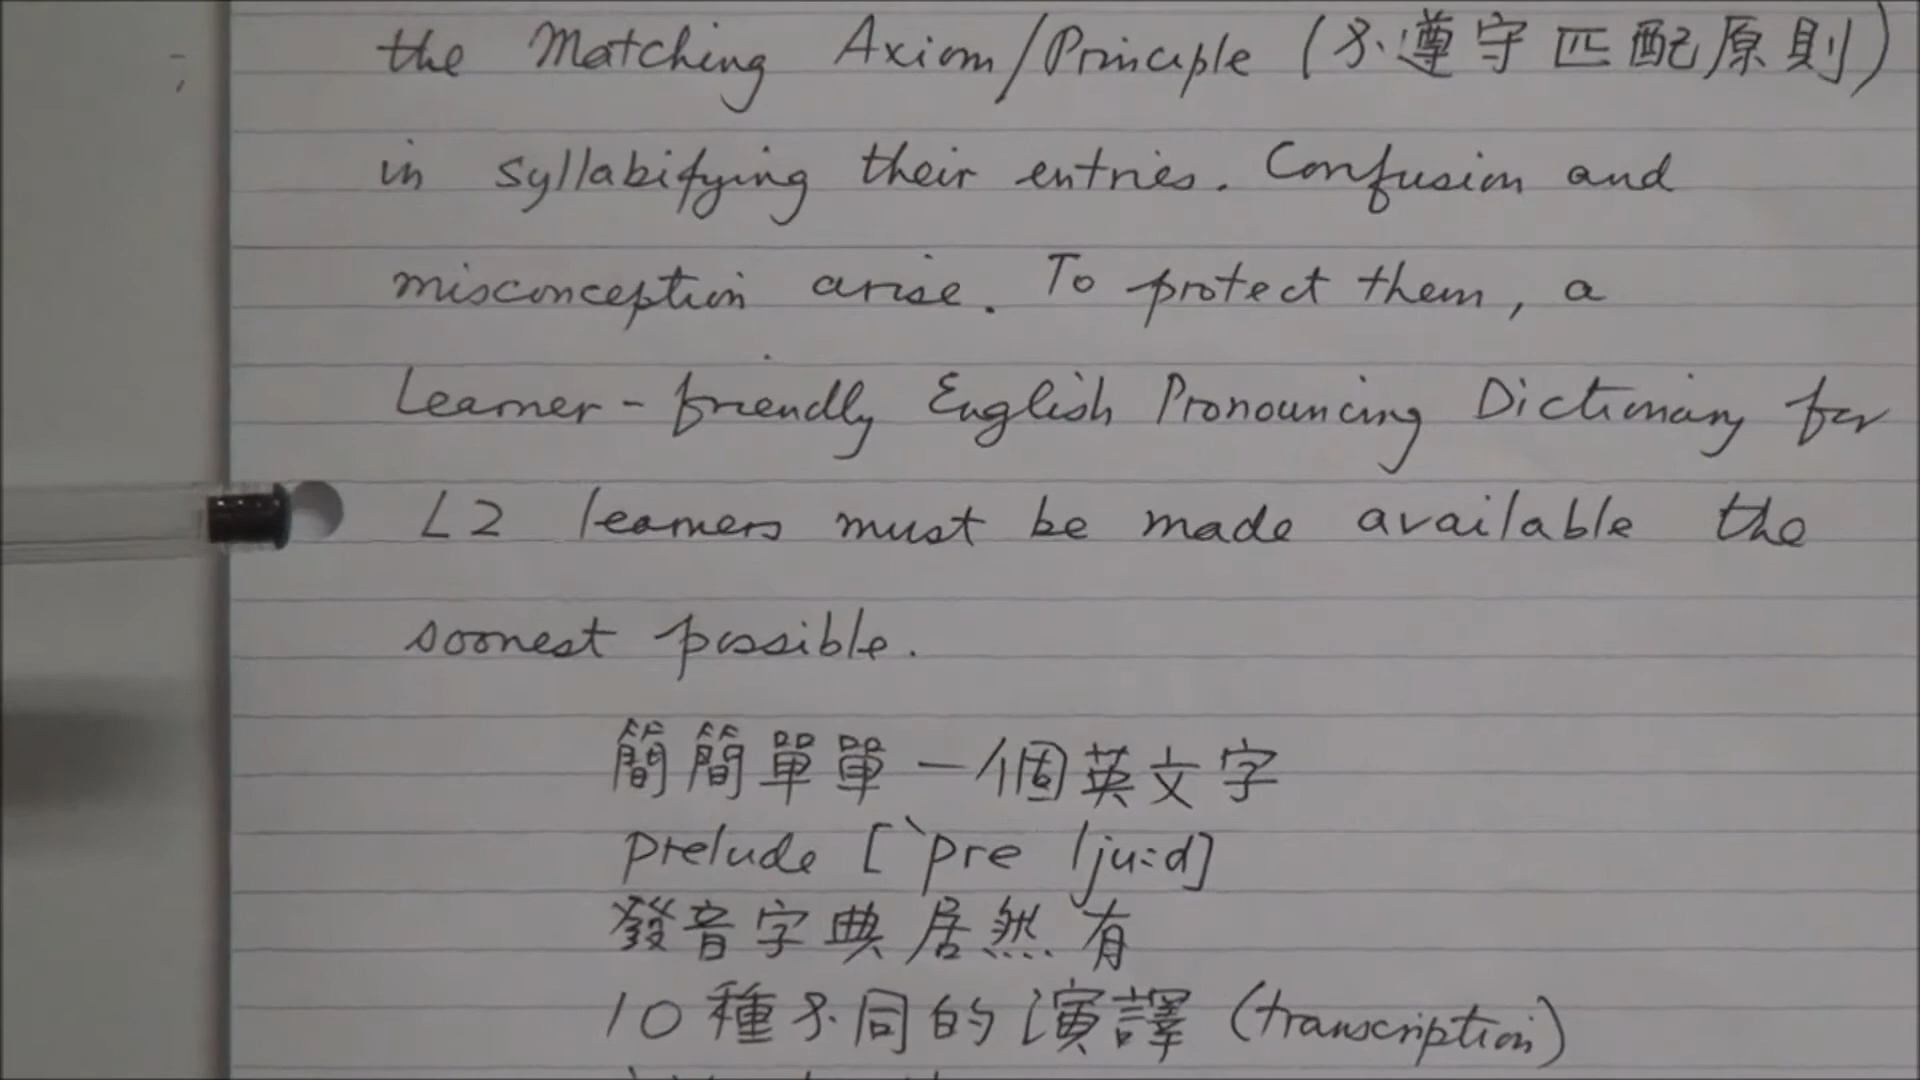 the Matching Axiom/Principle (不遵守匹配原則)
in syllabifying their entries. Confusion and
misconception arise. To protect them, a
Learner-friendly English Pronouncing Dictionary for
L2 learners must be made available the
soonest possible.
簡簡單單一個英文字
prelude [`pre lju:d]
發音字典居然有
10種不同的演譯 (transcription)